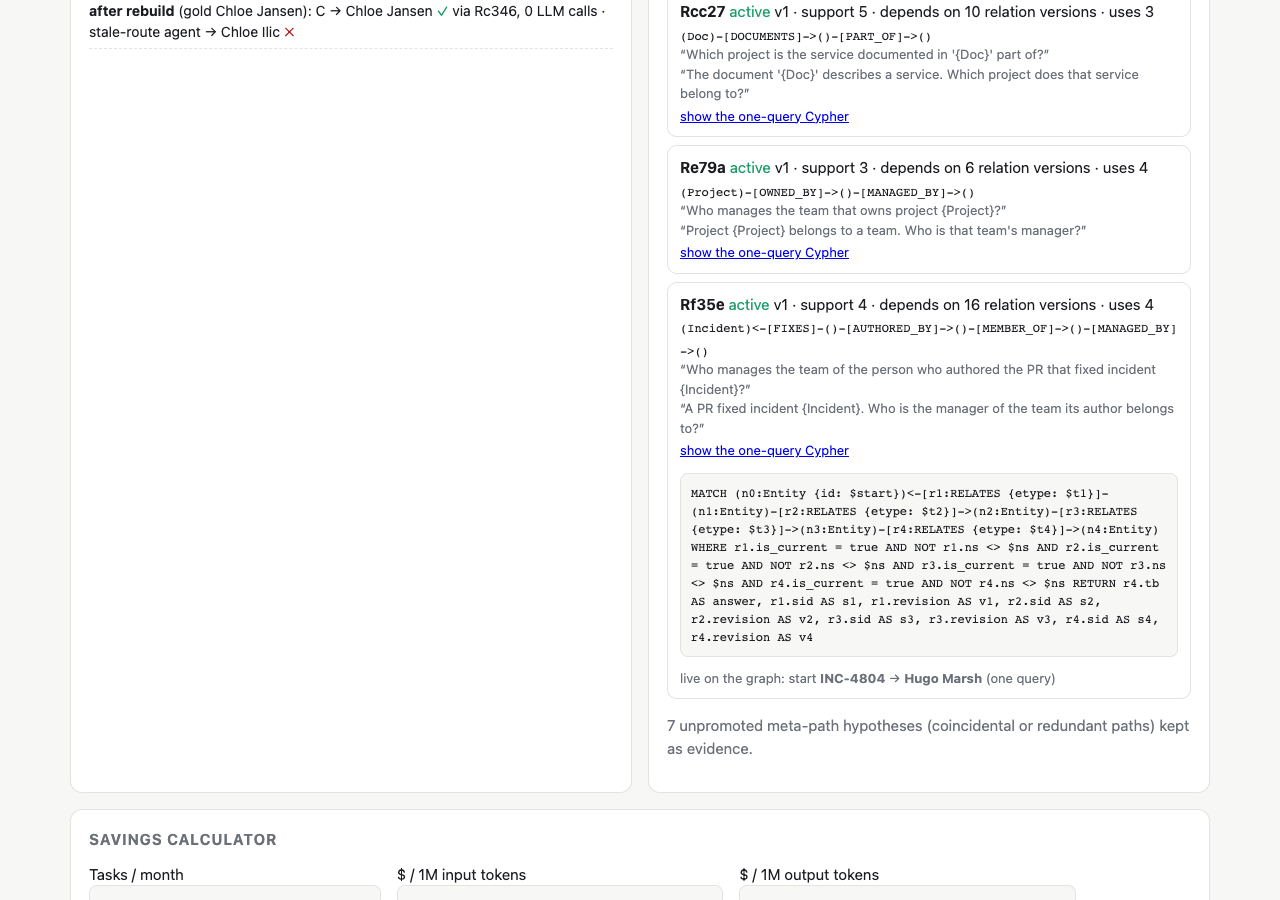 after rebuild (gold Chloe Jansen): C → Chloe Jansen ✓ via Rc346, 0 LLM calls ·
stale-route agent → Chloe Ilic ✕
Rcc27 active v1 · support 5 · depends on 10 relation versions · uses 3
(Doc)-[DOCUMENTS]->()-[PART_OF]->()
“Which project is the service documented in '{Doc}' part of?”
“The document '{Doc}' describes a service. Which project does that service
belong to?”
show the one-query Cypher
Re79a active v1 · support 3 · depends on 6 relation versions · uses 4
(Project)-[OWNED_BY]->()-[MANAGED_BY]->()
“Who manages the team that owns project {Project}?”
“Project {Project} belongs to a team. Who is that team's manager?”
show the one-query Cypher
Rf35e active v1 · support 4 · depends on 16 relation versions · uses 4
(Incident)<-[FIXES]-()-[AUTHORED_BY]->()-[MEMBER_OF]->()-[MANAGED_BY]
->()
“Who manages the team of the person who authored the PR that fixed incident
{Incident}?”
“A PR fixed incident {Incident}. Who is the manager of the team its author belongs
to?”
show the one-query Cypher
MATCH (n0:Entity {id: $start})<-[r1:RELATES {etype: $t1}]-
(n1:Entity)-[r2:RELATES {etype: $t2}]->(n2:Entity)-[r3:RELATES
{etype: $t3}]->(n3:Entity)-[r4:RELATES {etype: $t4}]->(n4:Entity)
WHERE r1.is_current = true AND NOT r1.ns <> $ns AND r2.is_current
= true AND NOT r2.ns <> $ns AND r3.is_current = true AND NOT r3.ns
<> $ns AND r4.is_current = true AND NOT r4.ns <> $ns RETURN r4.tb
AS answer, r1.sid AS s1, r1.revision AS v1, r2.sid AS s2,
r2.revision AS v2, r3.sid AS s3, r3.revision AS v3, r4.sid AS s4,
r4.revision AS v4
live on the graph: start INC-4804 → Hugo Marsh (one query)
7 unpromoted meta-path hypotheses (coincidental or redundant paths) kept
as evidence.
SAVINGS CALCULATOR
Tasks / month
$ / 1M input tokens
$ / 1M output tokens